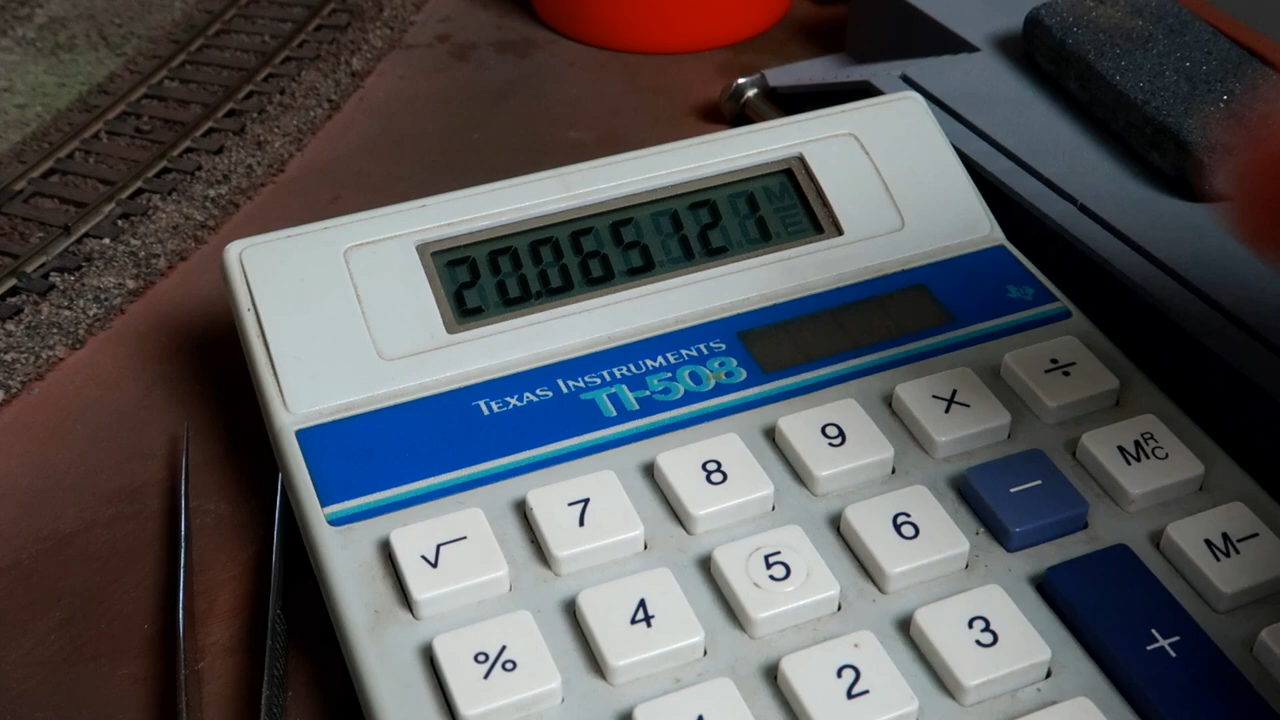 20.065121
TEXAS INSTRUMENTS
TI-508
√ 7 8 9 × ÷
% 4 5 6 − MRC
2 3 + M−